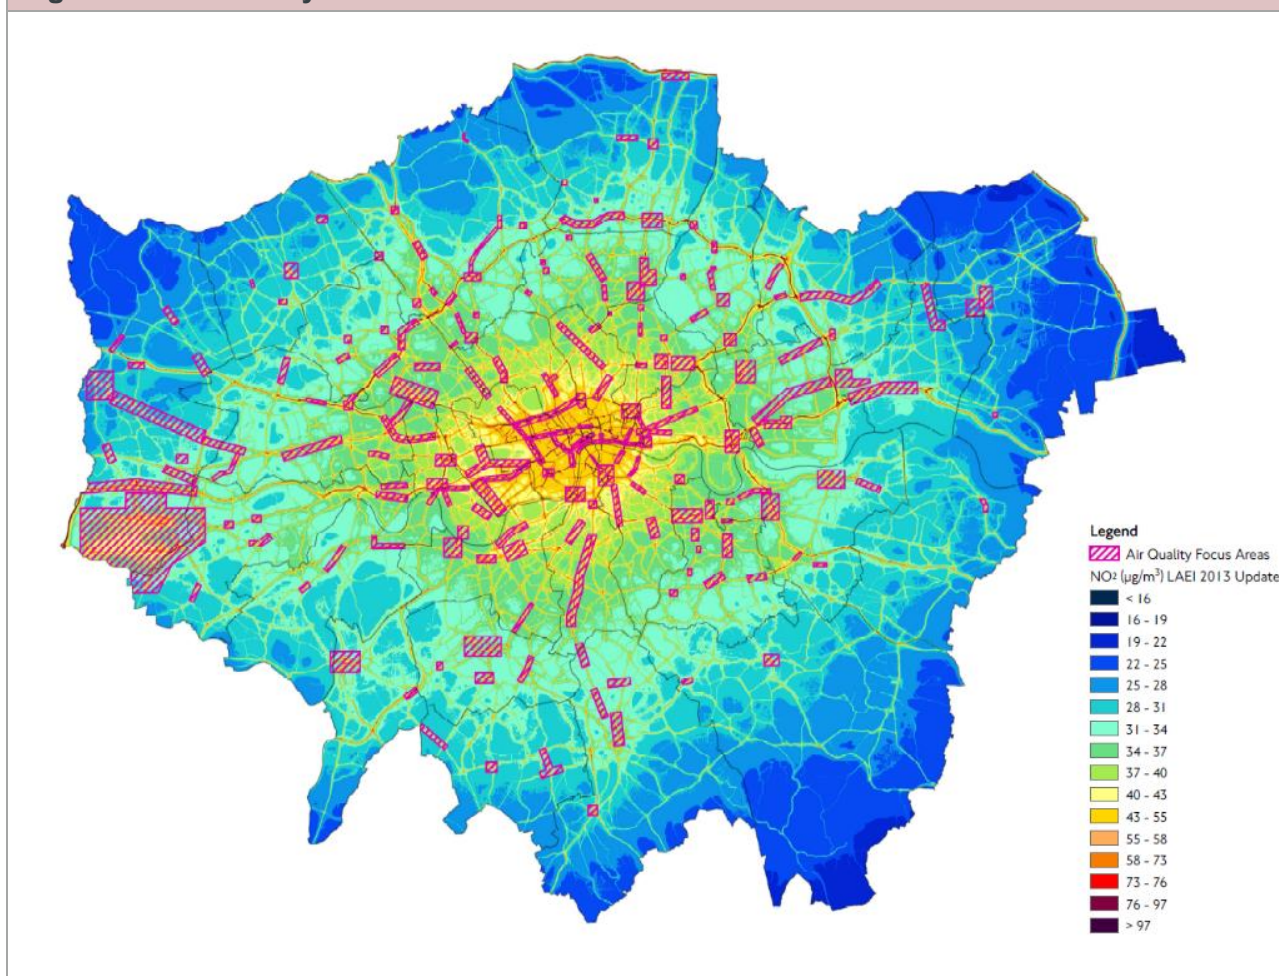 Legend
Air Quality Focus Areas
NO2 (µg/m³) LAEI 2013 Update
< 16
16 - 19
19 - 22
22 - 25
25 - 28
28 - 31
31 - 34
34 - 37
37 - 40
40 - 43
43 - 55
55 - 58
58 - 73
73 - 76
76 - 97
> 97